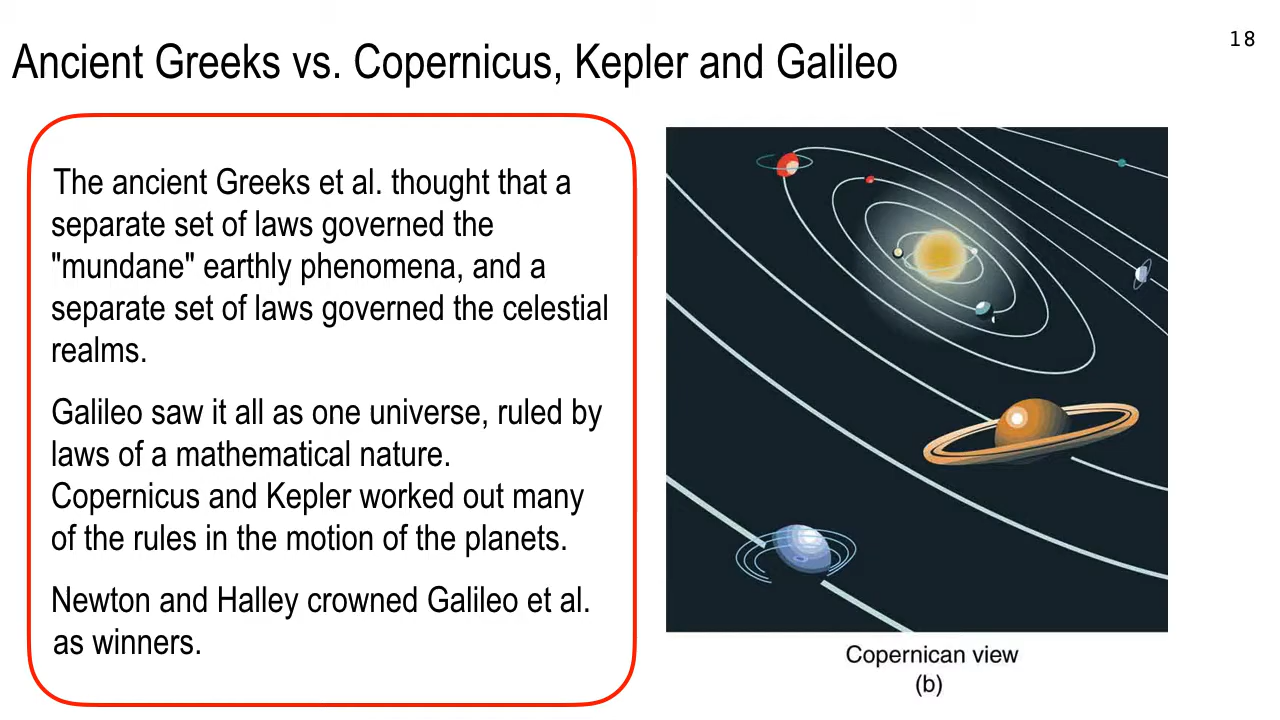 18
Ancient Greeks vs. Copernicus, Kepler and Galileo
The ancient Greeks et al. thought that a
separate set of laws governed the
"mundane" earthly phenomena, and a
separate set of laws governed the celestial
realms.
Galileo saw it all as one universe, ruled by
laws of a mathematical nature.
Copernicus and Kepler worked out many
of the rules in the motion of the planets.
Newton and Halley crowned Galileo et al.
as winners.
Copernican view
(b)